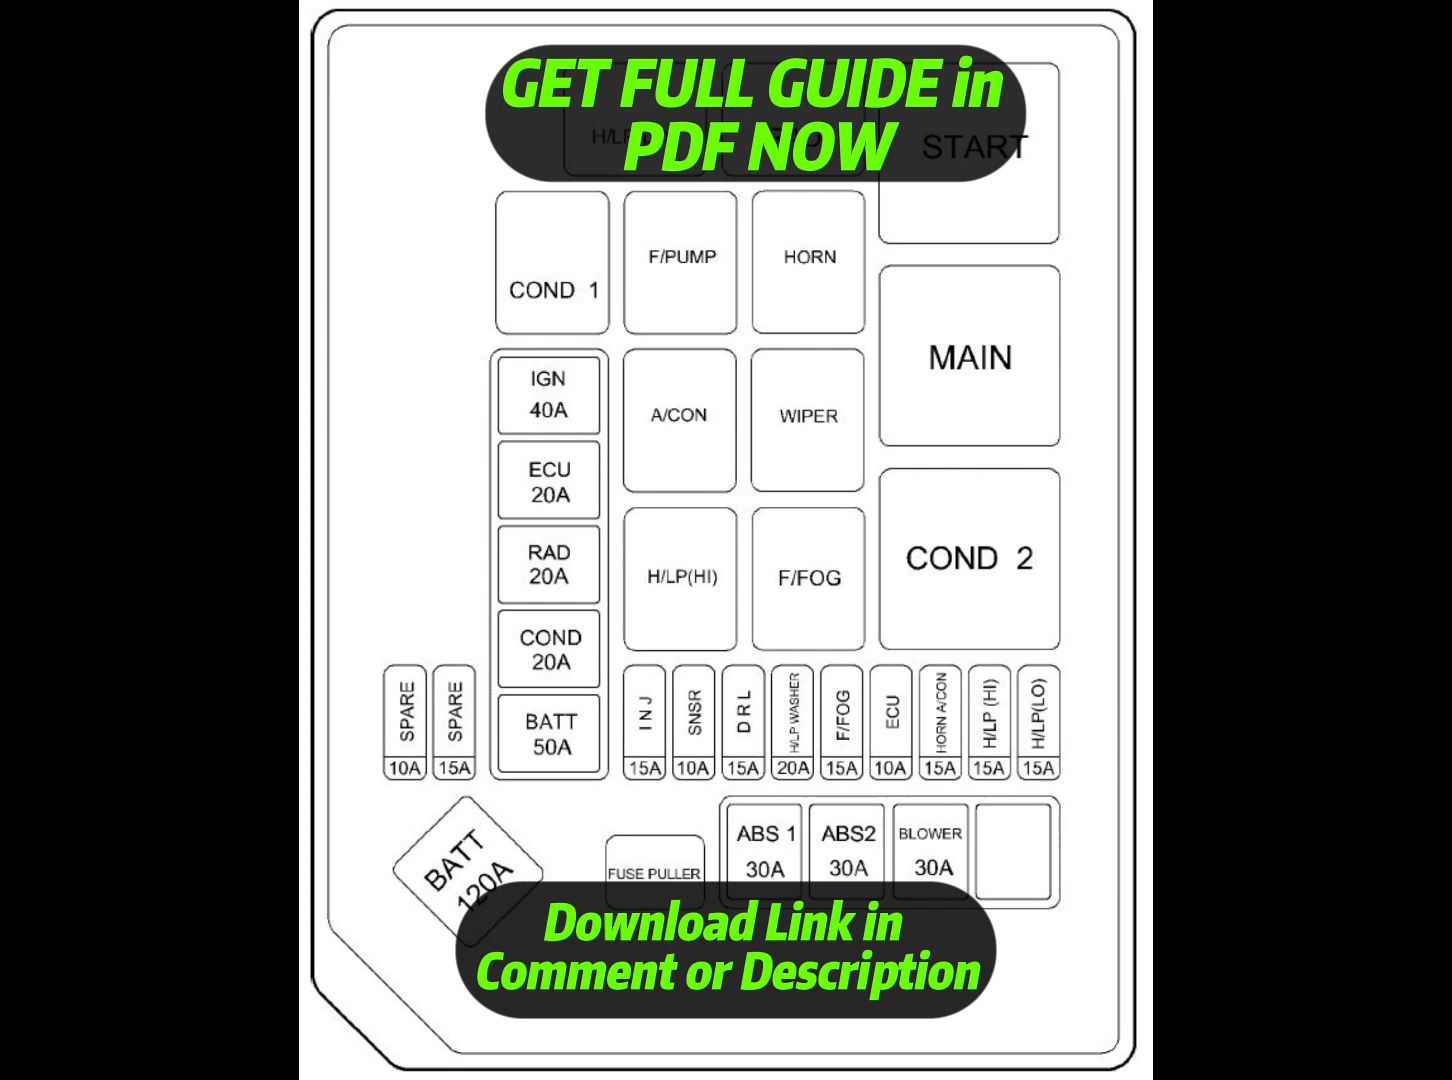 GET FULL GUIDE in
PDF NOW
START
COND 1
F/PUMP
HORN
MAIN
IGN
40A
A/CON
WIPER
ECU
20A
RAD
20A
H/LP(HI)
F/FOG
COND 2
COND
20A
BATT
50A
SPARE
10A
SPARE
15A
I N J
15A
SNSR
10A
D R L
15A
H/LP WASHER
20A
F/FOG
15A
ECU
10A
HORN A/CON
15A
H/LP (HI)
15A
H/LP(LO)
15A
BATT
120A
FUSE PULLER
ABS 1
30A
ABS2
30A
BLOWER
30A
Download Link in
Comment or Description